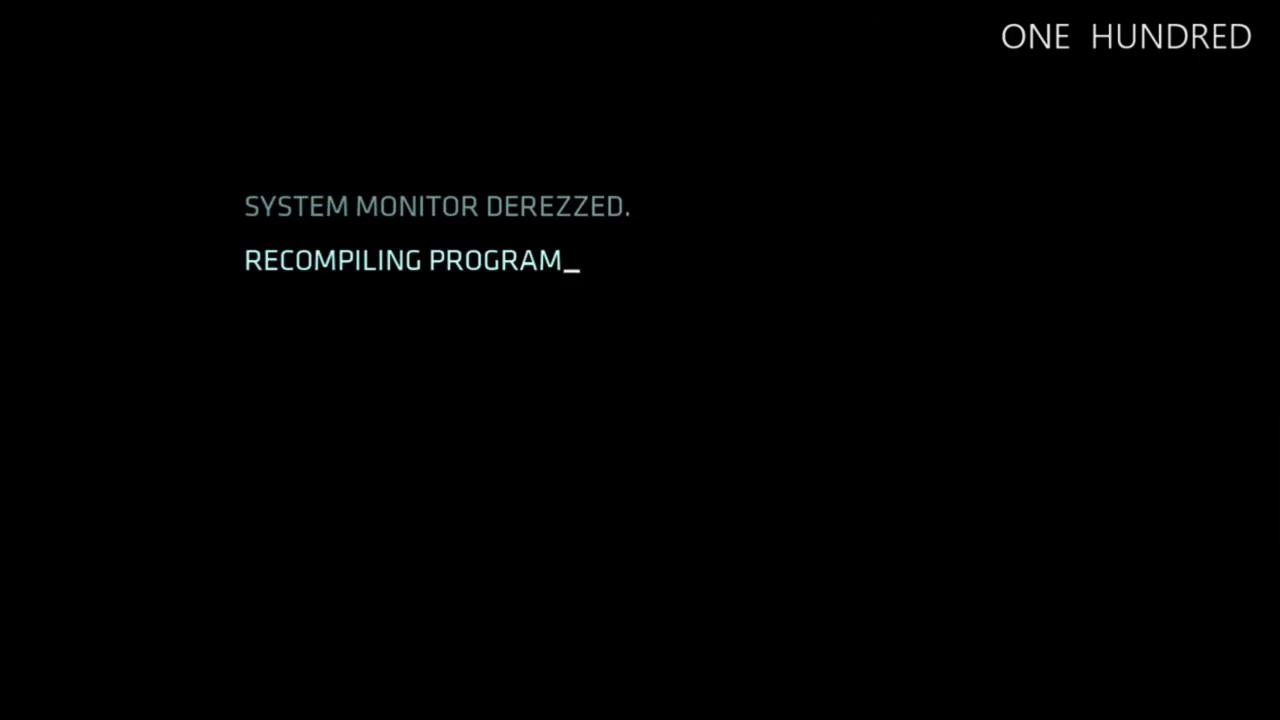 ONE HUNDRED
SYSTEM MONITOR DEREZZED.
RECOMPILING PROGRAM_